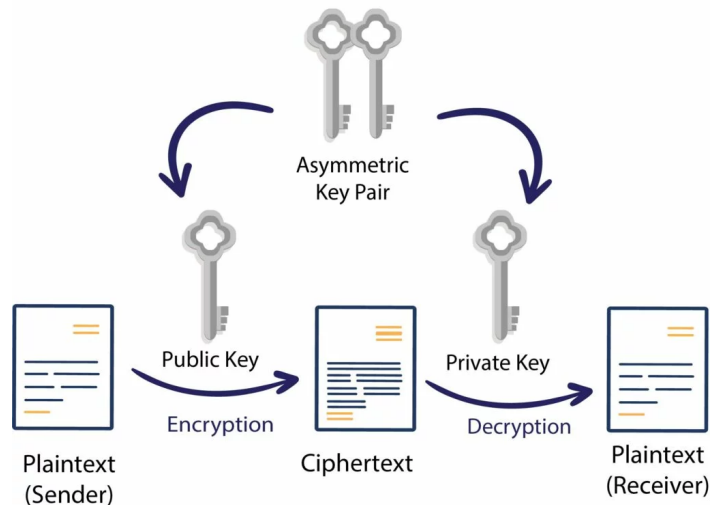 Asymmetric
Key Pair
Public Key
Private Key
Encryption
Decryption
Plaintext
(Sender)
Ciphertext
Plaintext
(Receiver)